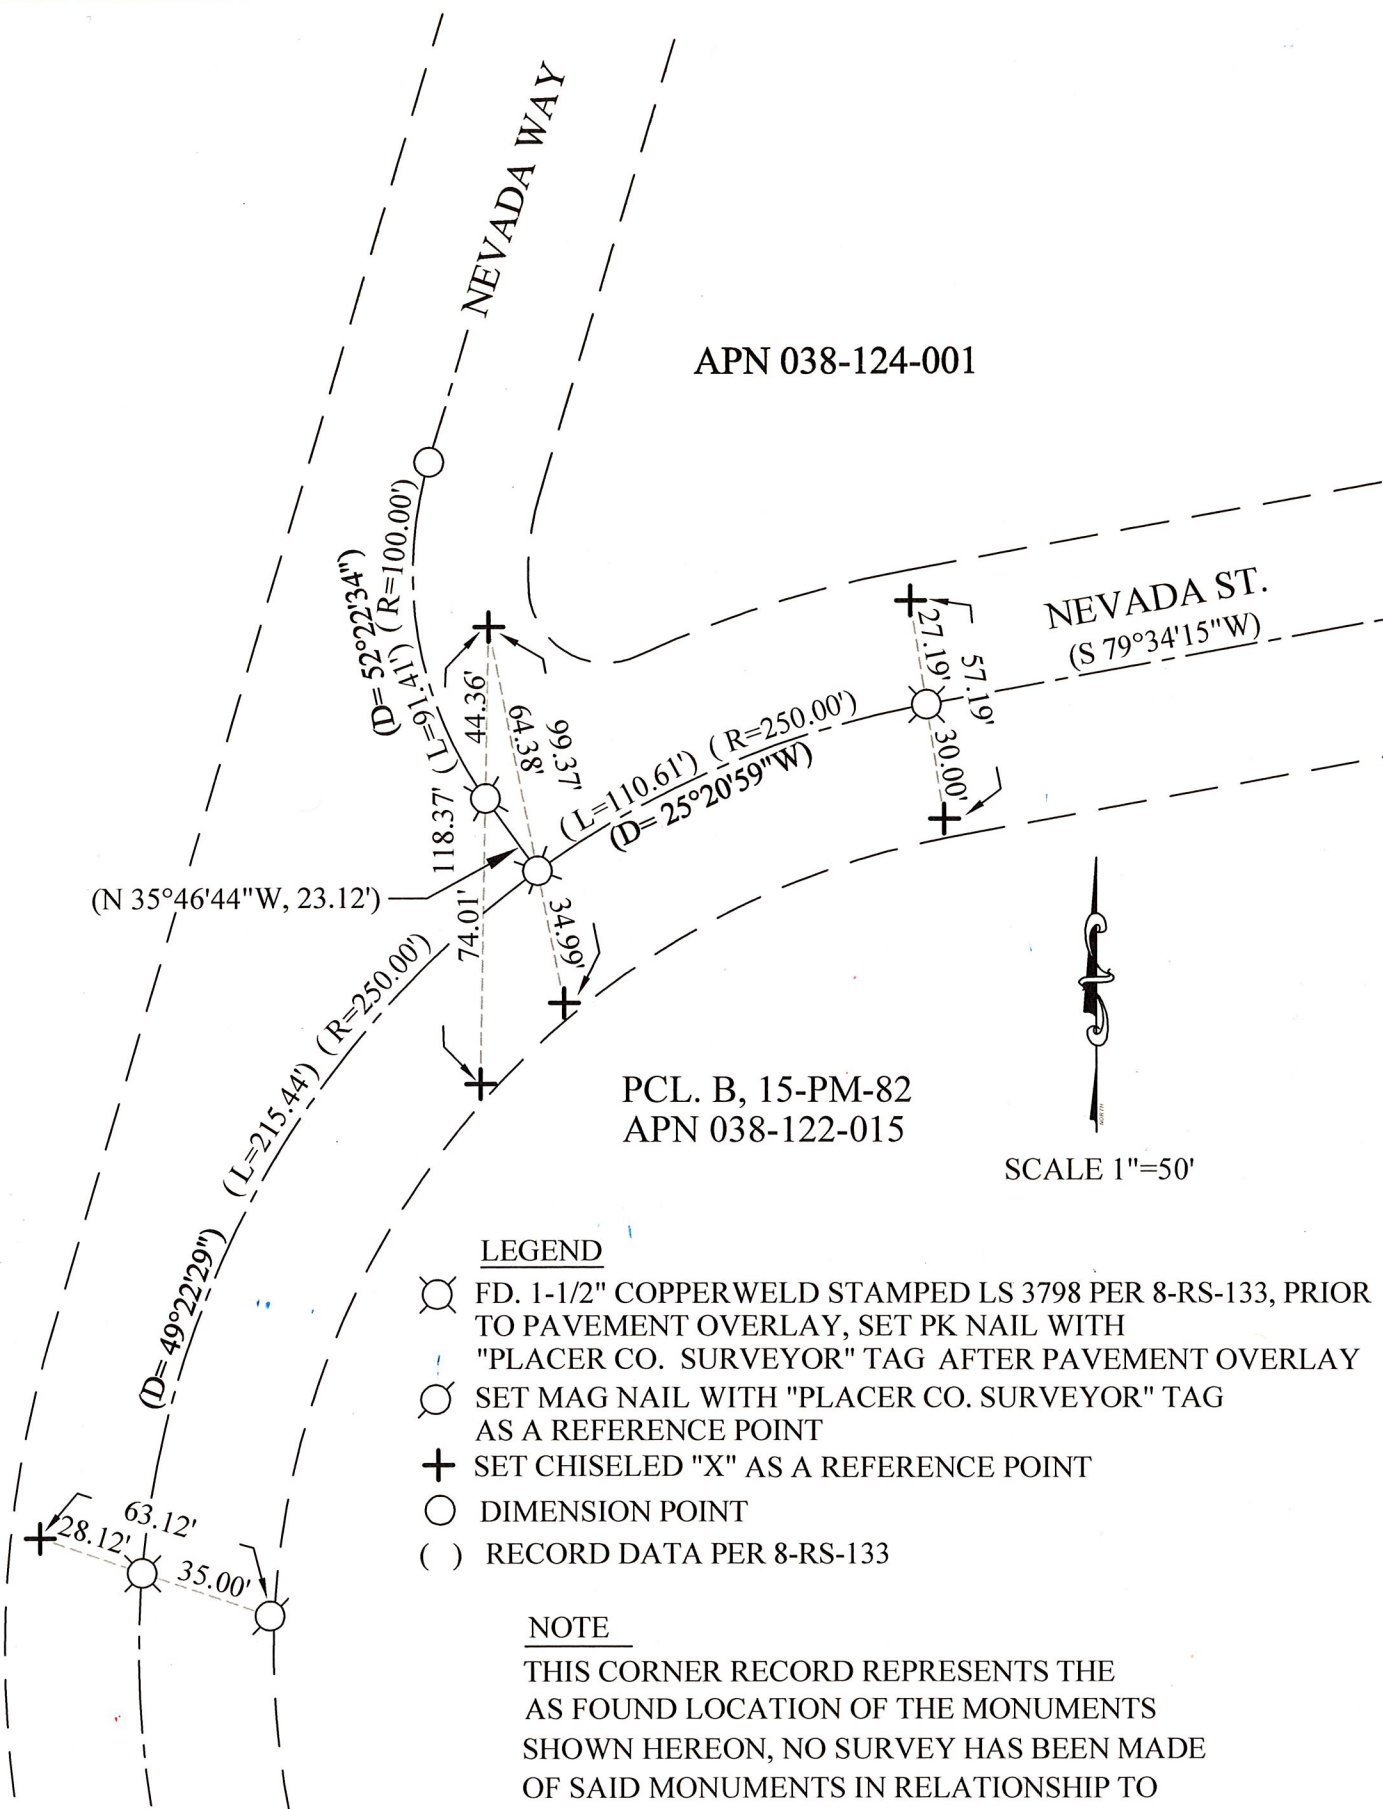 NEVADA WAY
APN 038-124-001
(D= 52°22'34")
(L=91.41') (R=100.00')
NEVADA ST.
(S 79°34'15"W)
27.19'
57.19'
30.00'
44.36'
64.38'
99.37'
118.37'
74.01'
34.99'
(L=110.61') (R=250.00')
(D= 25°20'59"W)
(N 35°46'44"W, 23.12')
(L=215.44') (R=250.00')
(D= 49°22'29")
PCL. B, 15-PM-82
APN 038-122-015
NORTH
SCALE 1"=50'
LEGEND
FD. 1-1/2" COPPERWELD STAMPED LS 3798 PER 8-RS-133, PRIOR
TO PAVEMENT OVERLAY, SET PK NAIL WITH
"PLACER CO. SURVEYOR" TAG AFTER PAVEMENT OVERLAY
SET MAG NAIL WITH "PLACER CO. SURVEYOR" TAG
AS A REFERENCE POINT
SET CHISELED "X" AS A REFERENCE POINT
DIMENSION POINT
( ) RECORD DATA PER 8-RS-133
63.12'
28.12'
35.00'
NOTE
THIS CORNER RECORD REPRESENTS THE
AS FOUND LOCATION OF THE MONUMENTS
SHOWN HEREON, NO SURVEY HAS BEEN MADE
OF SAID MONUMENTS IN RELATIONSHIP TO